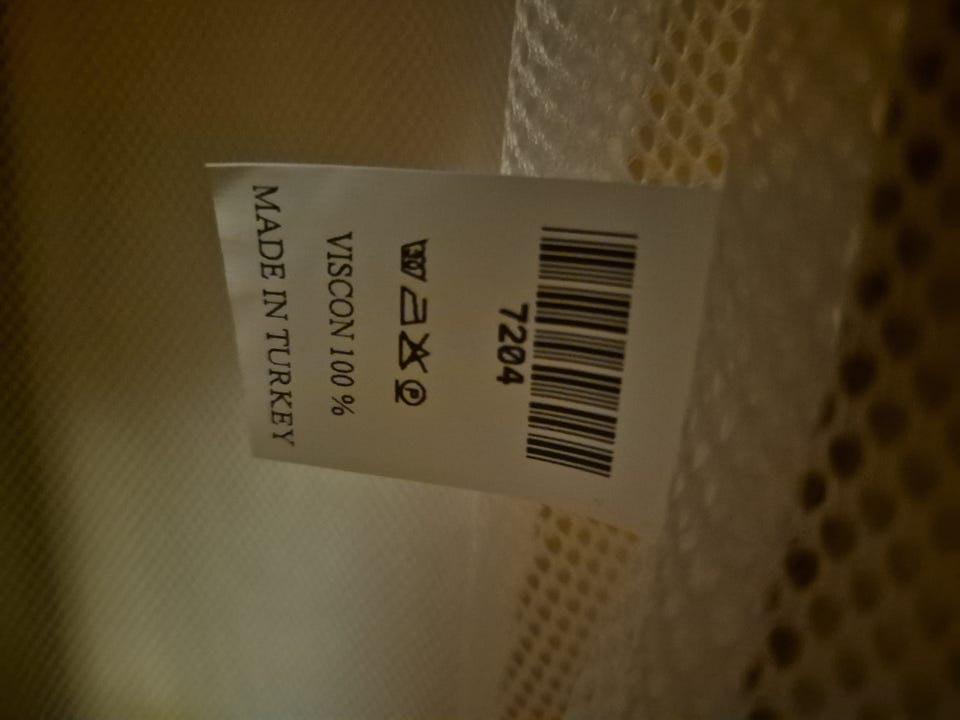 7204
VISCON 100 %
MADE IN TURKEY